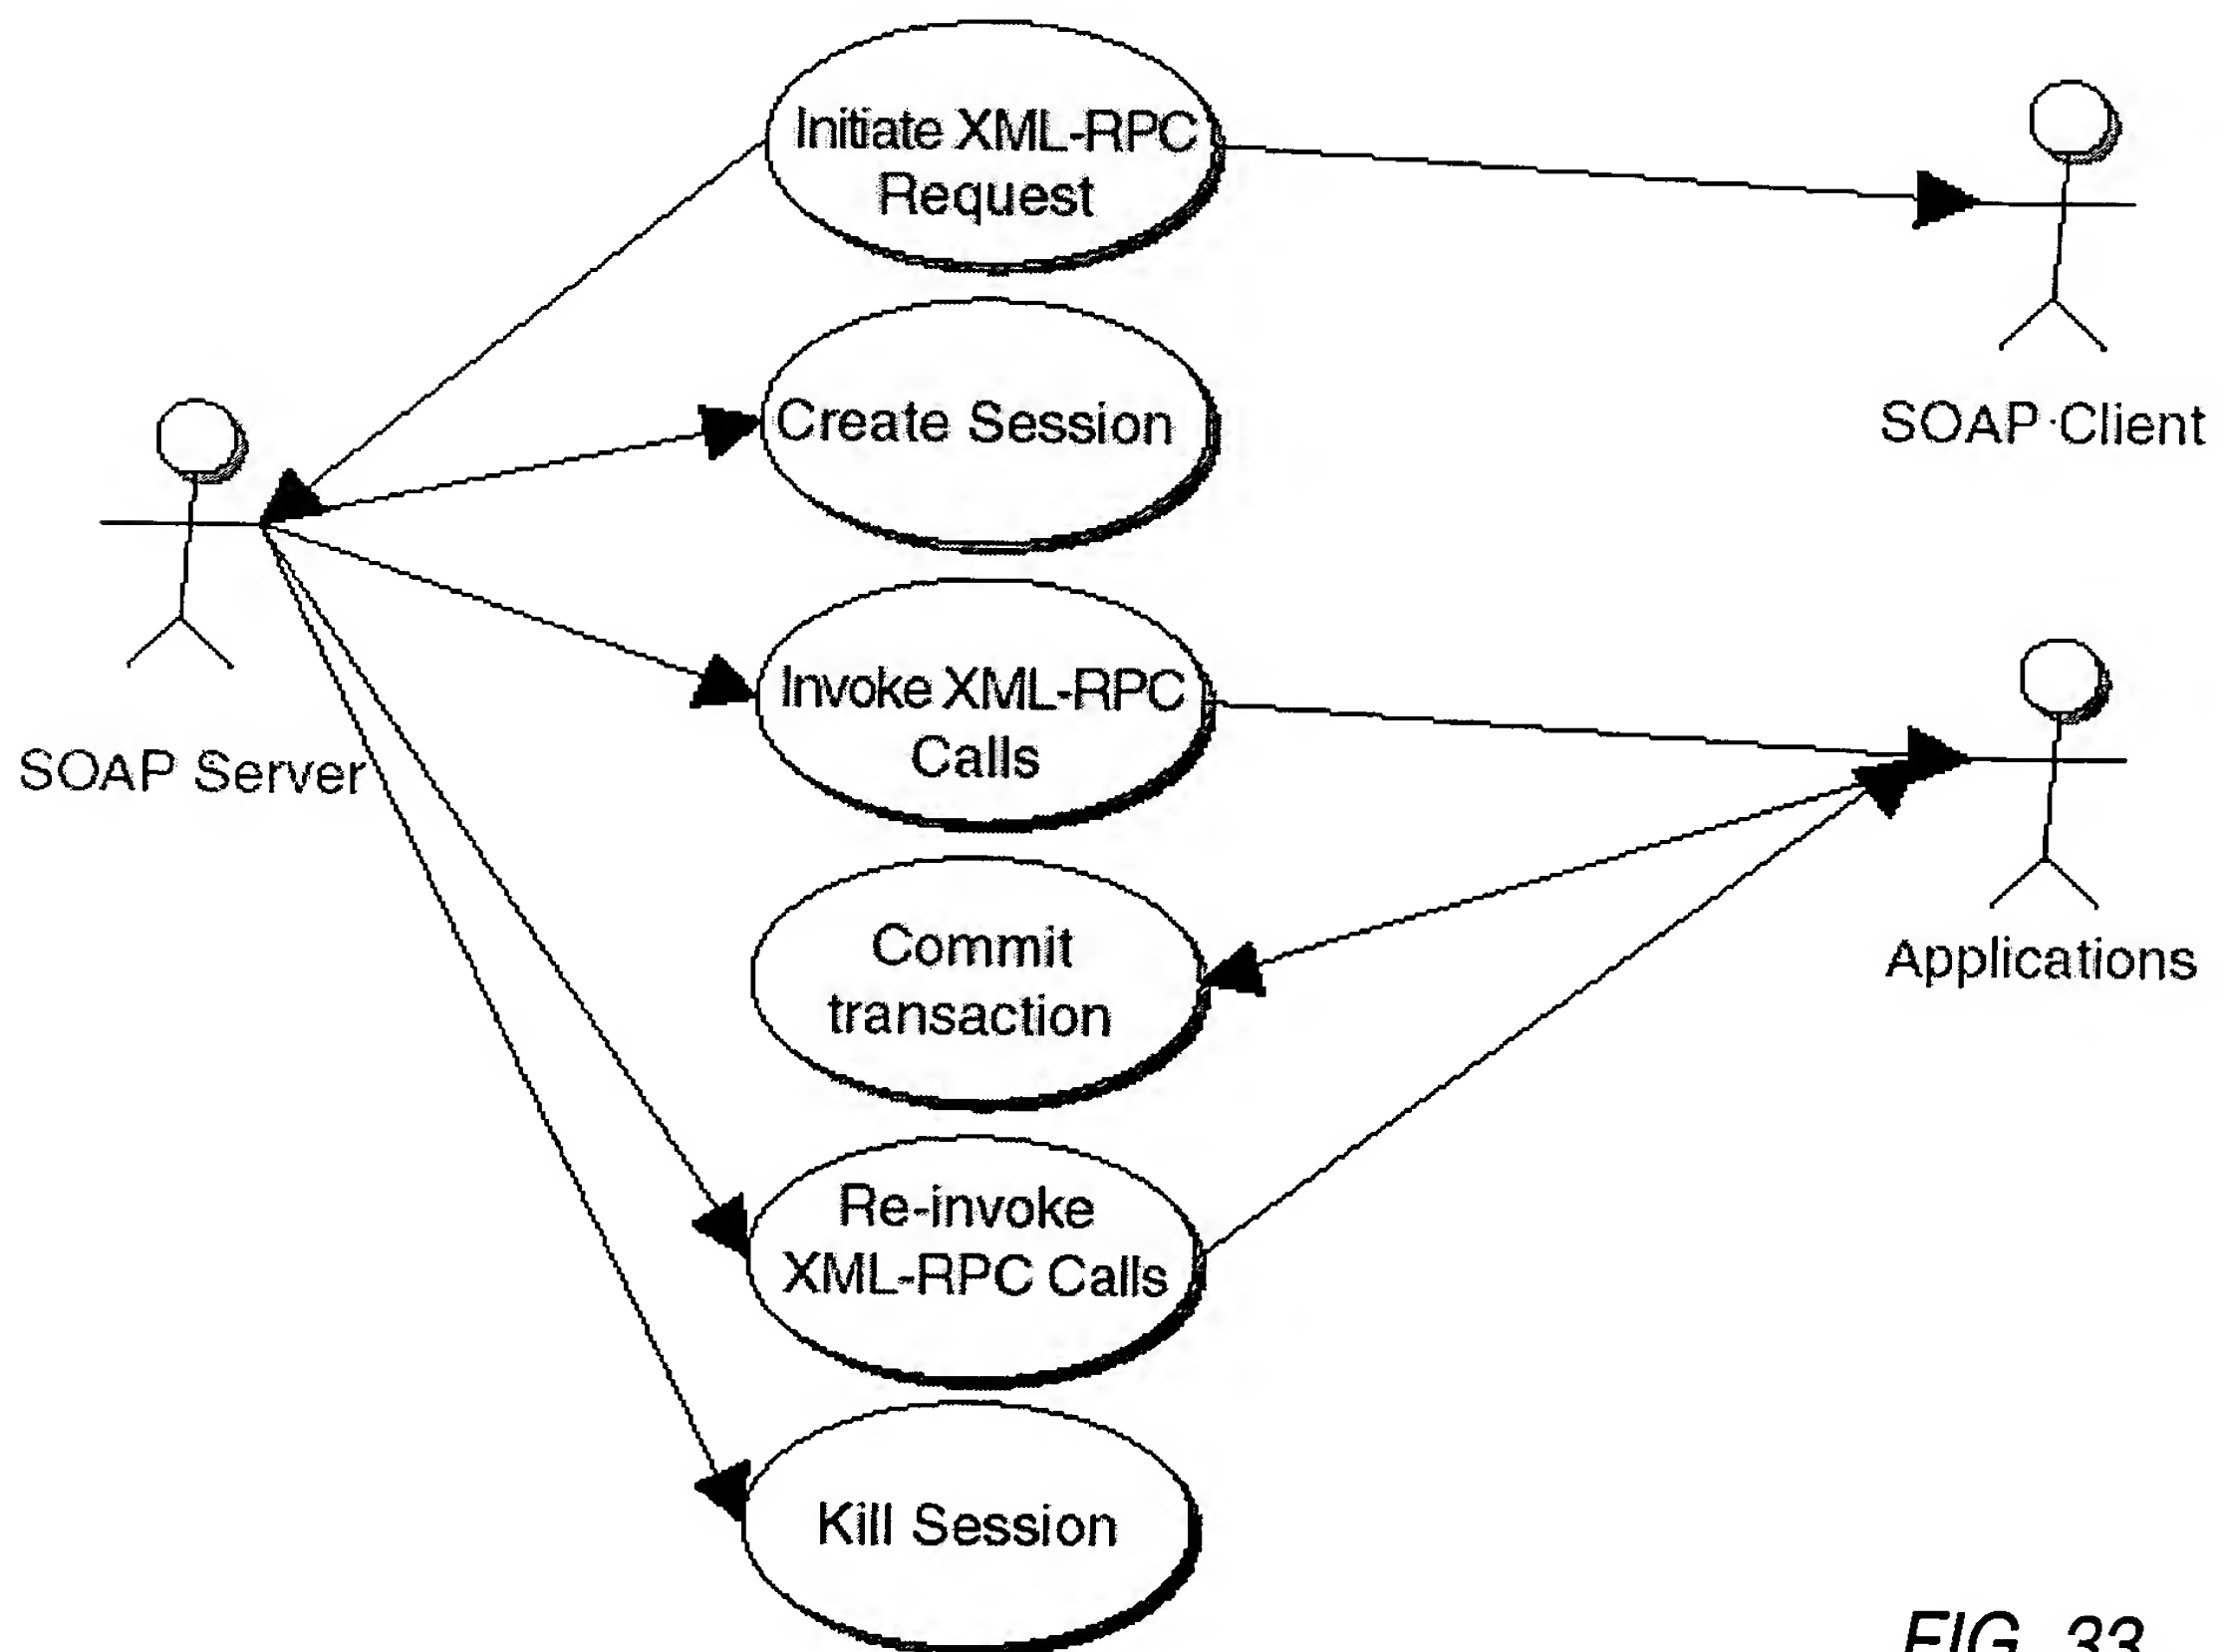 Initiate XML-RPC
Request
SOAP Client
Create Session
SOAP Server
Invoke XML-RPC
Calls
Applications
Commit
transaction
Re-invoke
XML-RPC Calls
Kill Session
FIG. 33